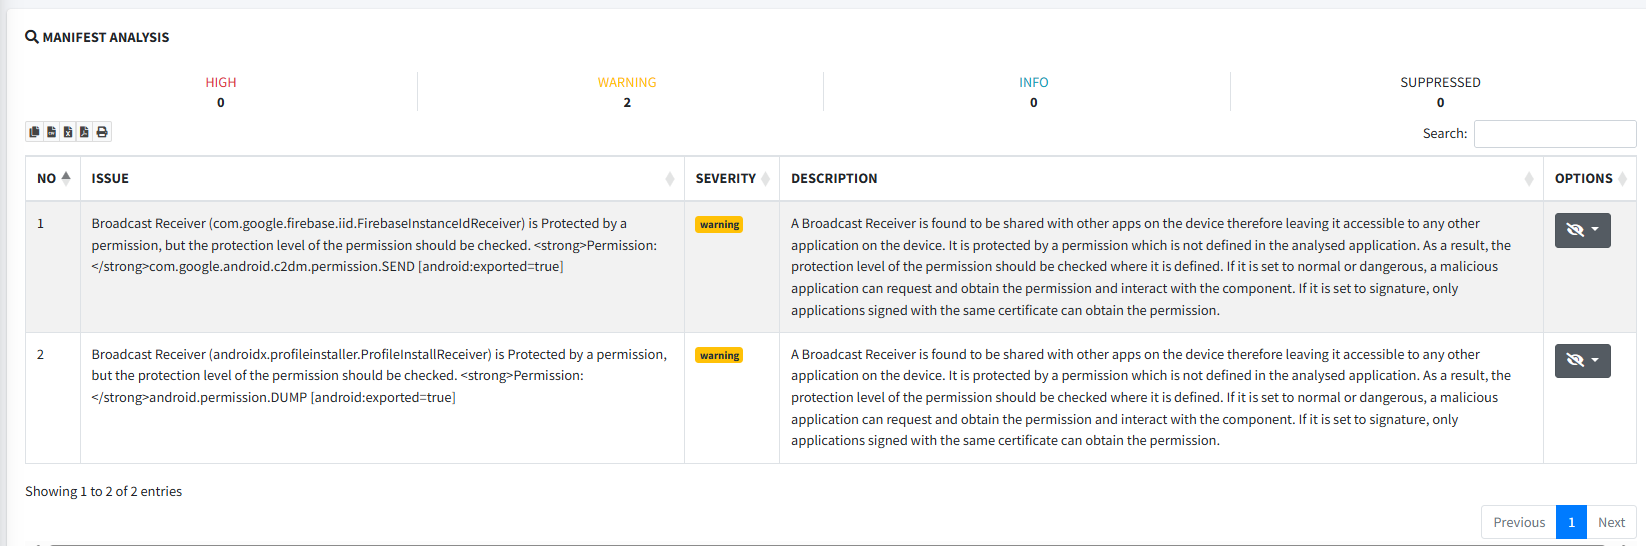 MANIFEST ANALYSIS
HIGH
0
WARNING
2
INFO
0
SUPPRESSED
0
Search:
NO ISSUE SEVERITY DESCRIPTION OPTIONS
1
Broadcast Receiver (com.google.firebase.iid.FirebaseInstanceIdReceiver) is Protected by a
permission, but the protection level of the permission should be checked. <strong>Permission:
</strong>com.google.android.c2dm.permission.SEND [android:exported=true]
warning
A Broadcast Receiver is found to be shared with other apps on the device therefore leaving it accessible to any other
application on the device. It is protected by a permission which is not defined in the analysed application. As a result, the
protection level of the permission should be checked where it is defined. If it is set to normal or dangerous, a malicious
application can request and obtain the permission and interact with the component. If it is set to signature, only
applications signed with the same certificate can obtain the permission.
2
Broadcast Receiver (androidx.profileinstaller.ProfileInstallReceiver) is Protected by a permission,
but the protection level of the permission should be checked. <strong>Permission:
</strong>android.permission.DUMP [android:exported=true]
warning
A Broadcast Receiver is found to be shared with other apps on the device therefore leaving it accessible to any other
application on the device. It is protected by a permission which is not defined in the analysed application. As a result, the
protection level of the permission should be checked where it is defined. If it is set to normal or dangerous, a malicious
application can request and obtain the permission and interact with the component. If it is set to signature, only
applications signed with the same certificate can obtain the permission.
Showing 1 to 2 of 2 entries
Previous 1 Next